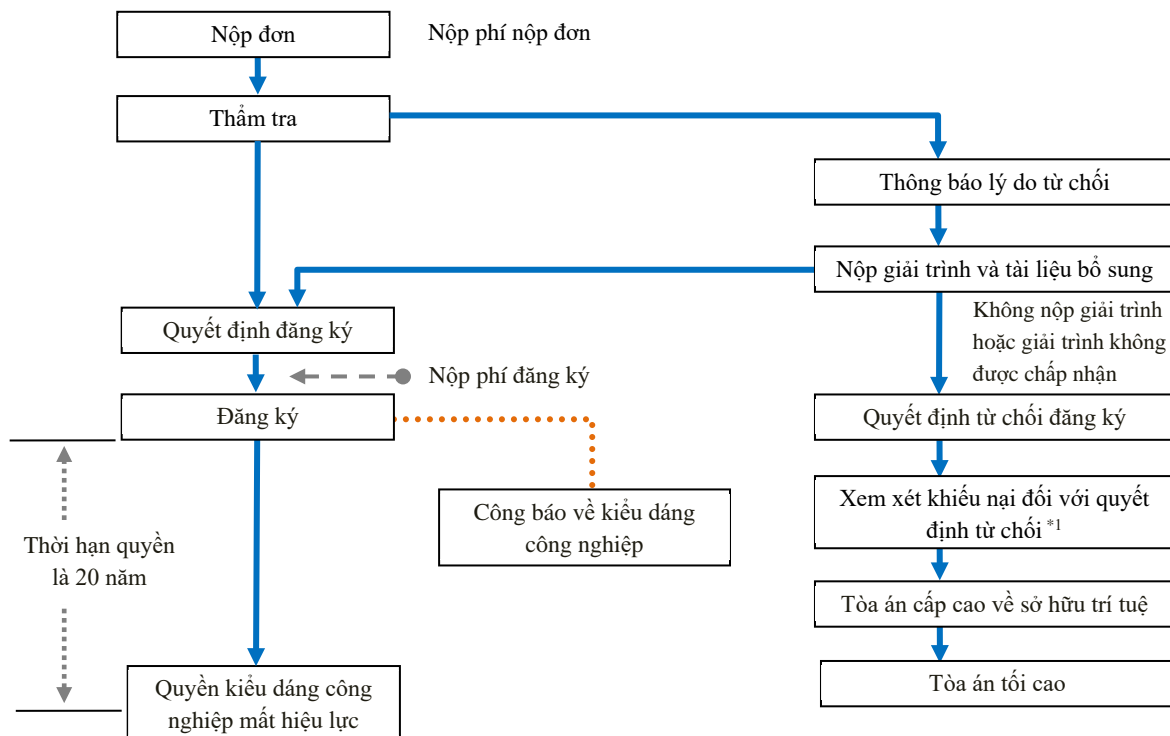 Nộp đơn
Nộp phí nộp đơn
Thẩm tra
Thông báo lý do từ chối
Nộp giải trình và tài liệu bổ sung
Không nộp giải trình
hoặc giải trình không
được chấp nhận
Quyết định đăng ký
Nộp phí đăng ký
Đăng ký
Quyết định từ chối đăng ký
Công báo về kiểu dáng
công nghiệp
Xem xét khiếu nại đối với quyết
định từ chối *1
Thời hạn quyền
là 20 năm
Tòa án cấp cao về sở hữu trí tuệ
Tòa án tối cao
Quyền kiểu dáng công
nghiệp mất hiệu lực